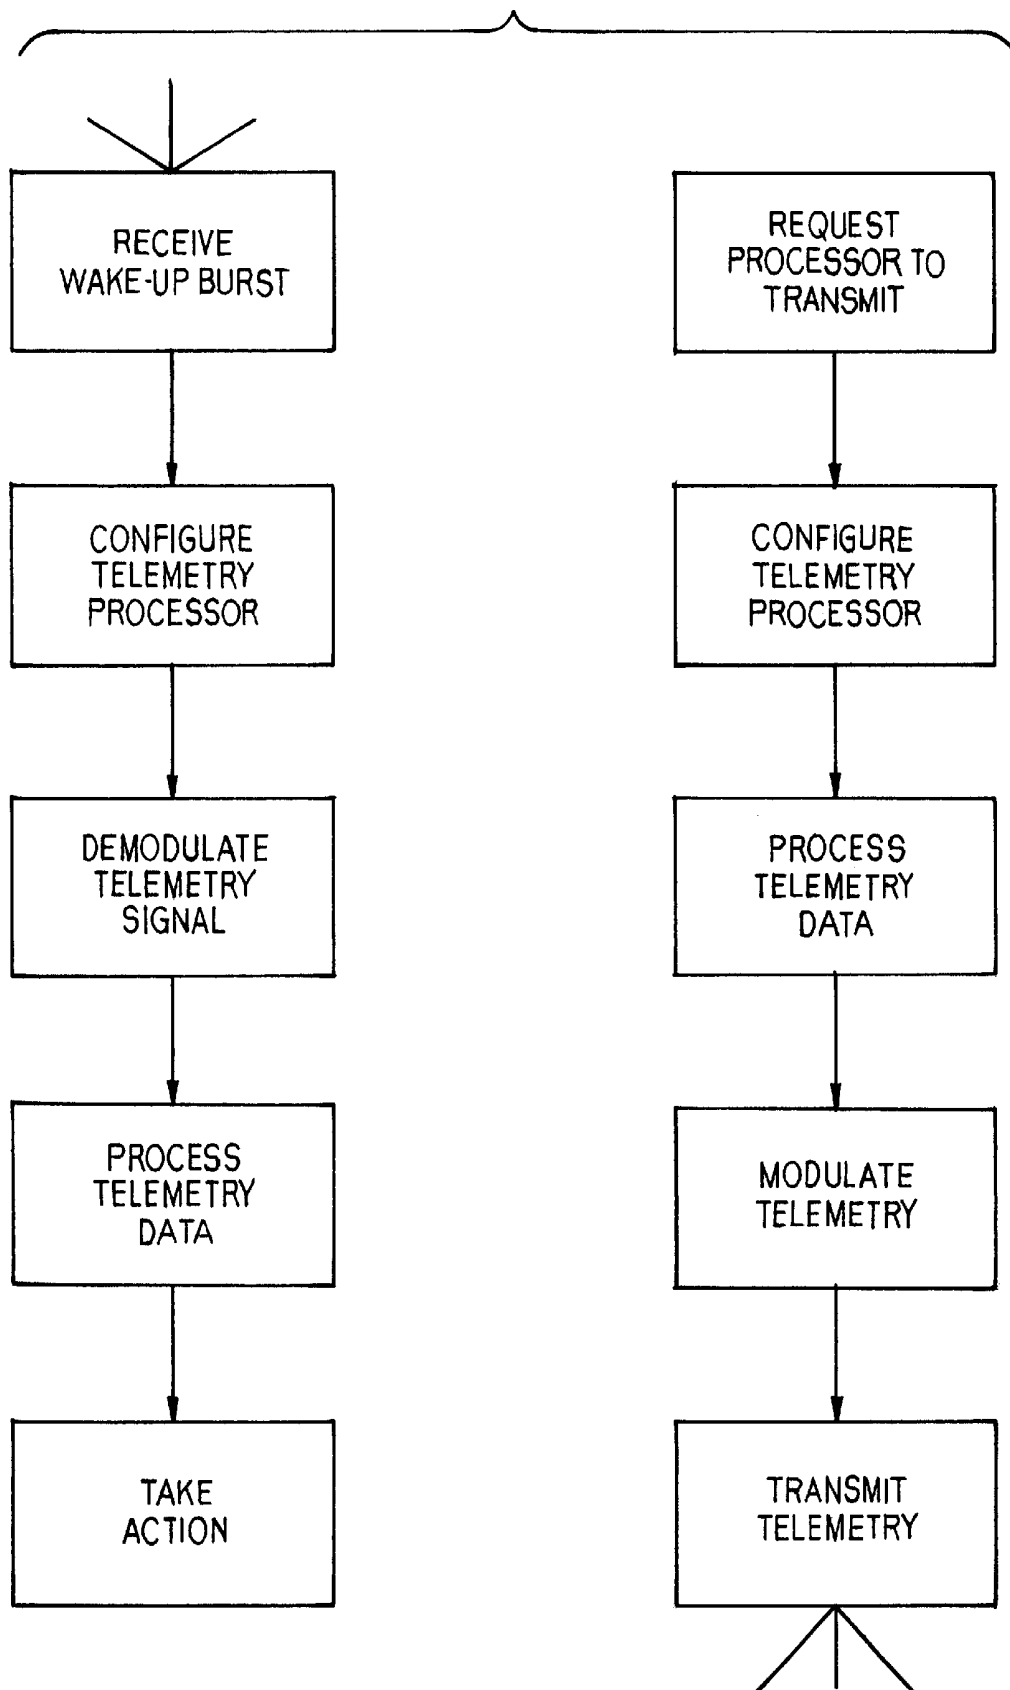 RECEIVE
WAKE-UP BURST
CONFIGURE
TELEMETRY
PROCESSOR
DEMODULATE
TELEMETRY
SIGNAL
PROCESS
TELEMETRY
DATA
TAKE
ACTION
REQUEST
PROCESSOR TO
TRANSMIT
CONFIGURE
TELEMETRY
PROCESSOR
PROCESS
TELEMETRY
DATA
MODULATE
TELEMETRY
TRANSMIT
TELEMETRY